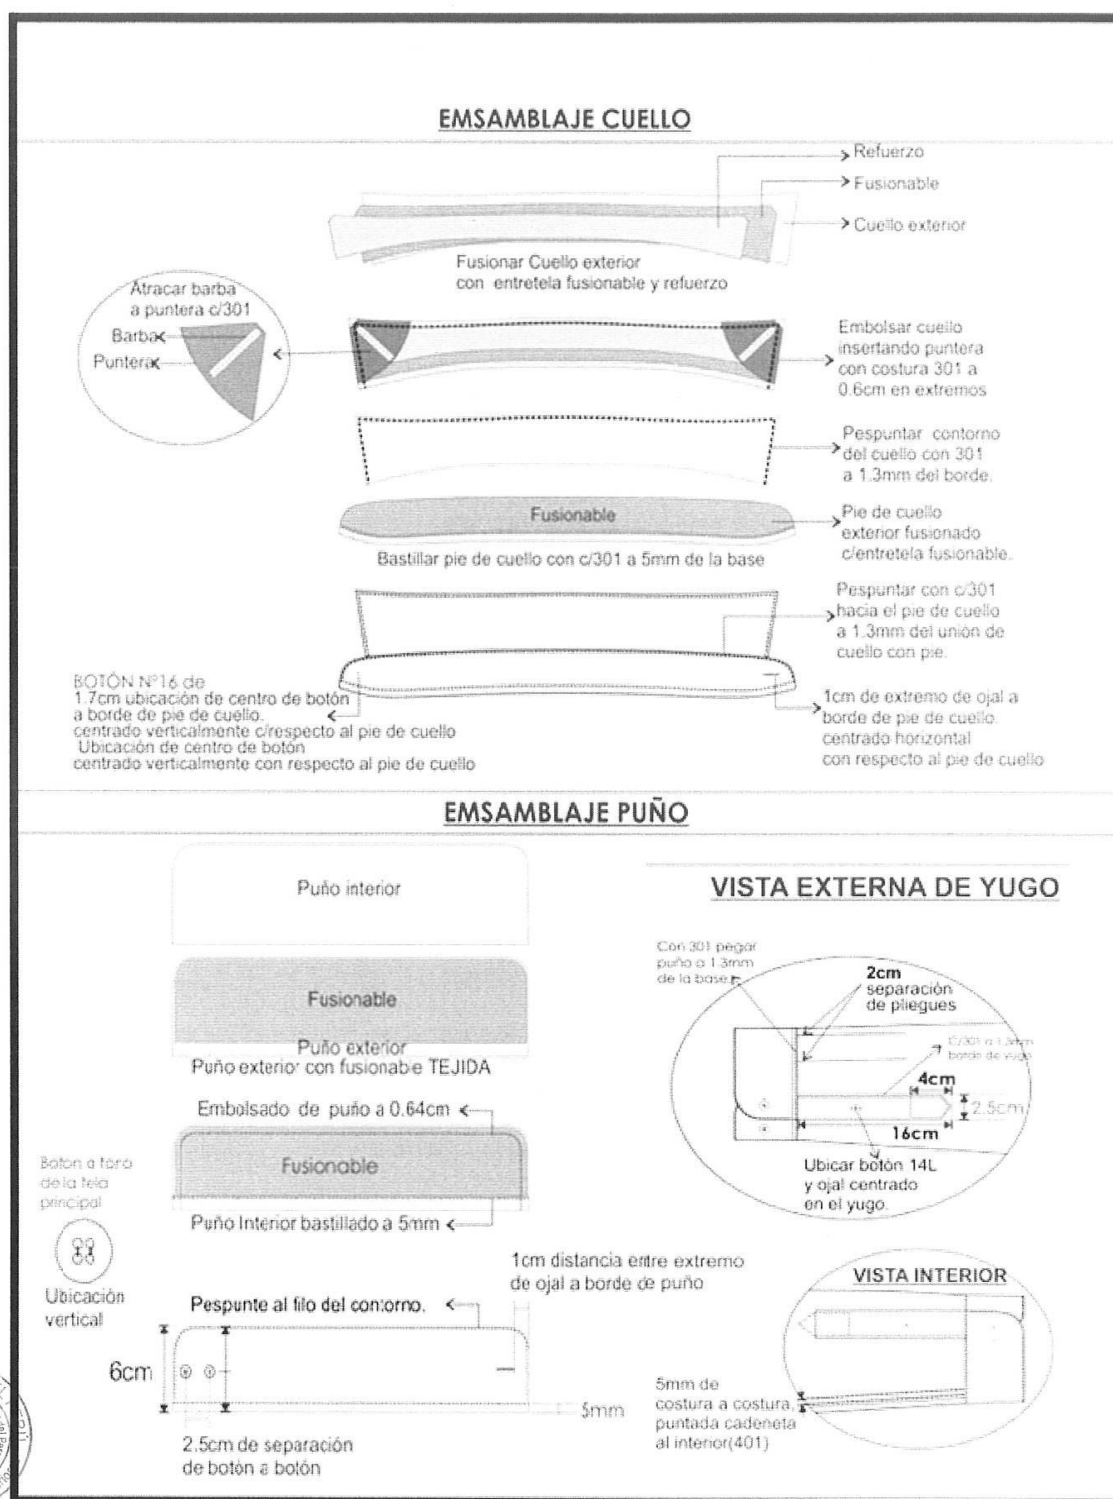 EMSAMBLAJE CUELLO
Refuerzo
Fusionable
Cuello exterior
Fusionar Cuello exterior
con entretela fusionable y refuerzo
Atracar barba
a puntera c/301
Barba
Puntera
Embolsar cuello
insertando puntera
con costura 301 a
0.6cm en extremos
Pespuntar contorno
del cuello con 301
a 1.3mm del borde.
Fusionable
Pie de cuello
exterior fusionado
c/entretela fusionable.
Bastillar pie de cuello con c/301 a 5mm de la base
Pespuntar con c/301
hacia el pie de cuello
a 1.3mm del union de
cuello con pie.
BOTÓN N°16 de
1.7cm ubicación de centro de botón
a borde de pie de cuello.
centrado verticalmente c/respecto al pie de cuello
Ubicación de centro de botón
centrado verticalmente con respecto al pie de cuello
1cm de extremo de ojal a
borde de pie de cuello.
centrado horizontal
con respecto al pie de cuello
EMSAMBLAJE PUÑO
Puño interior
Fusionable
Puño exterior
Puño exterior con fusionable TEJIDA
Embolsado de puño a 0.64cm
Fusionable
Puño Interior bastillado a 5mm
Boton a tono
de la tela
principal
Ubicación
vertical
1cm distancia entre extremo
de ojal a borde de puño
Pespunte al filo del contorno.
6cm
5mm
2.5cm de separación
de botón a botón
VISTA EXTERNA DE YUGO
Con 301 pegar
puño a 1.3mm
de la base
2cm
separación
de pliegues
C/301 a 1.3mm
borde de yugo
4cm
2.5cm
16cm
Ubicar botón 14L
y ojal centrado
en el yugo.
VISTA INTERIOR
5mm de
costura a costura,
puntada cadeneta
al interior(401)